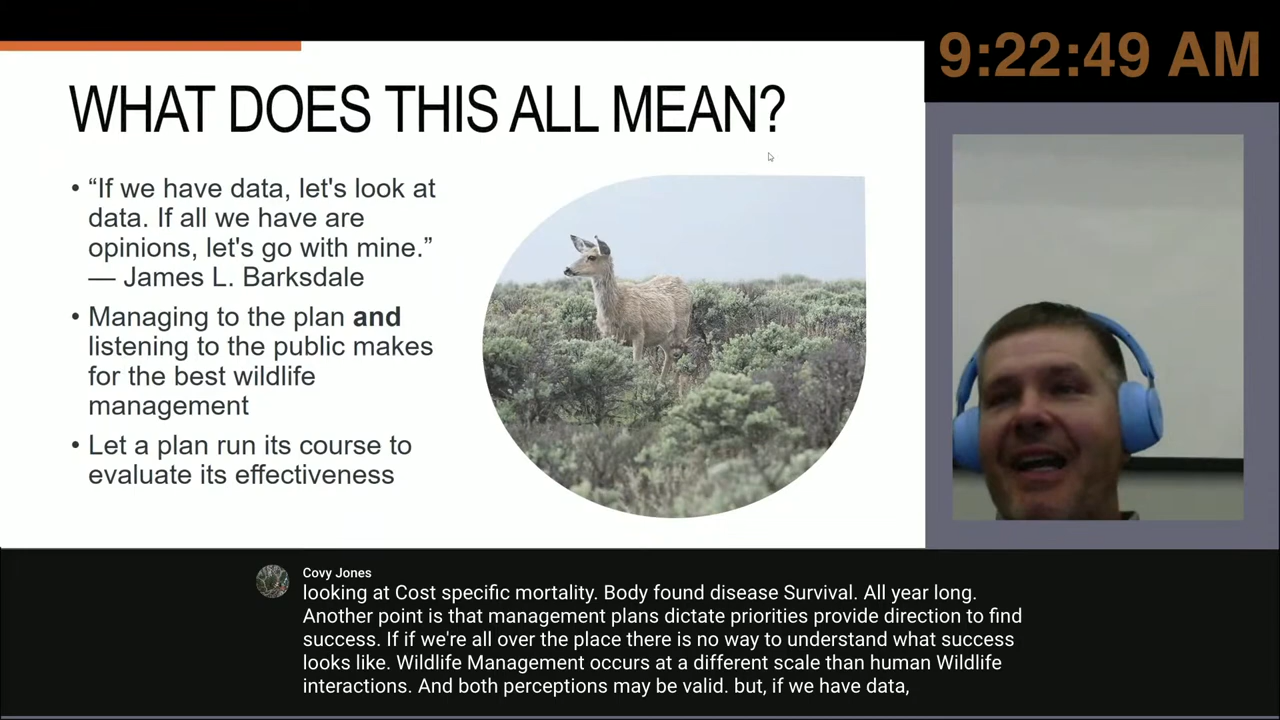 9:22:49 AM
WHAT DOES THIS ALL MEAN?
• “If we have data, let's look at
data. If all we have are
opinions, let's go with mine.”
— James L. Barksdale
• Managing to the plan and
listening to the public makes
for the best wildlife
management
• Let a plan run its course to
evaluate its effectiveness
Covy Jones
looking at Cost specific mortality. Body found disease Survival. All year long.
Another point is that management plans dictate priorities provide direction to find
success. If if we're all over the place there is no way to understand what success
looks like. Wildlife Management occurs at a different scale than human Wildlife
interactions. And both perceptions may be valid. but, if we have data,